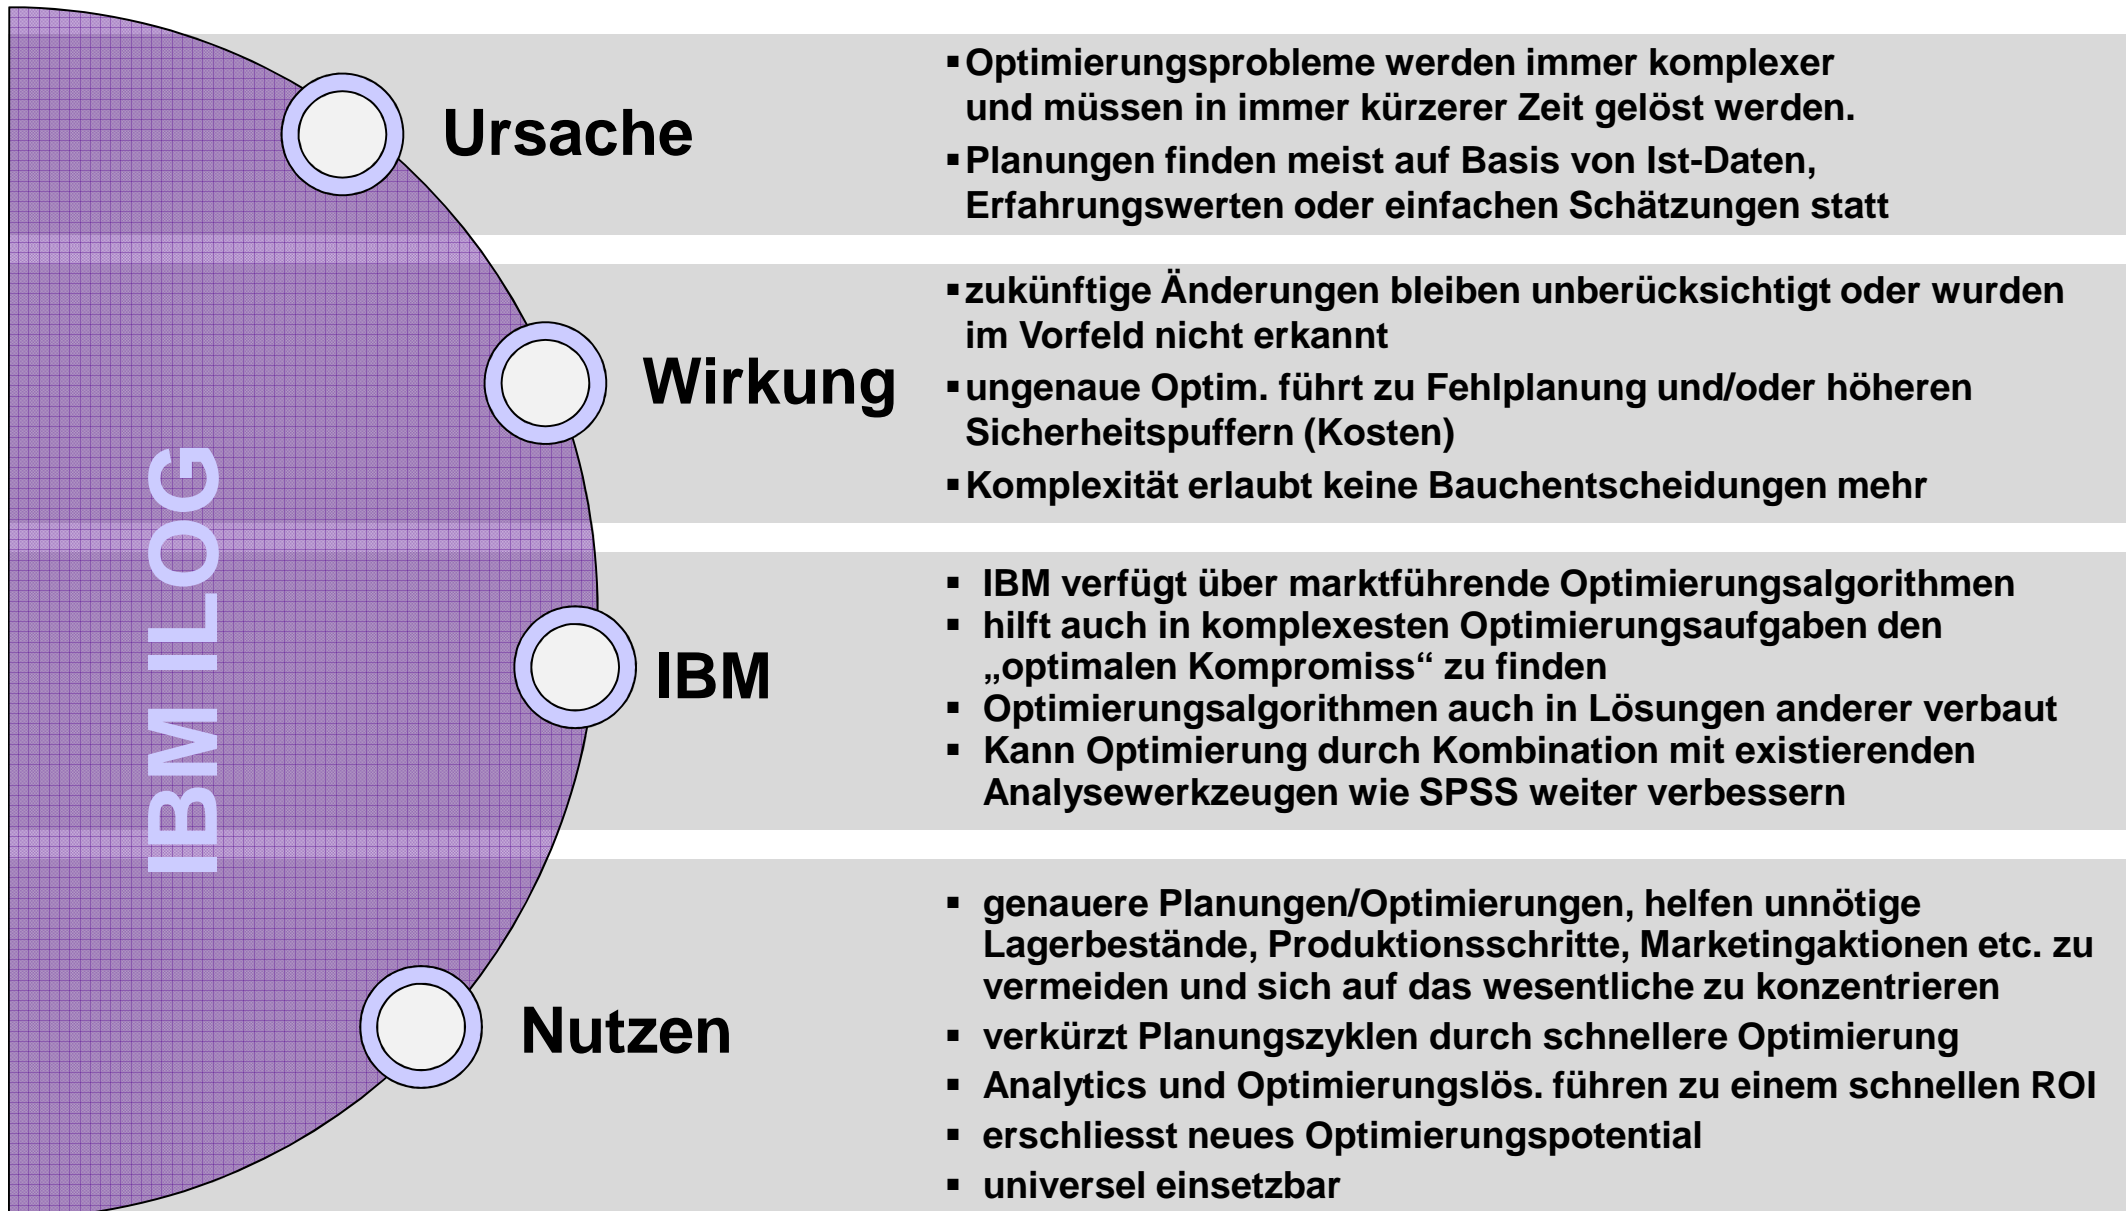 IBM ILOG
Ursache
▪ Optimierungsprobleme werden immer komplexer
und müssen in immer kürzerer Zeit gelöst werden.
▪ Planungen finden meist auf Basis von Ist-Daten,
Erfahrungswerten oder einfachen Schätzungen statt
Wirkung
▪ zukünftige Änderungen bleiben unberücksichtigt oder wurden
im Vorfeld nicht erkannt
▪ ungenaue Optim. führt zu Fehlplanung und/oder höheren
Sicherheitspuffern (Kosten)
▪ Komplexität erlaubt keine Bauchentscheidungen mehr
IBM
▪ IBM verfügt über marktführende Optimierungsalgorithmen
▪ hilft auch in komplexesten Optimierungsaufgaben den
„optimalen Kompromiss“ zu finden
▪ Optimierungsalgorithmen auch in Lösungen anderer verbaut
▪ Kann Optimierung durch Kombination mit existierenden
Analysewerkzeugen wie SPSS weiter verbessern
Nutzen
▪ genauere Planungen/Optimierungen, helfen unnötige
Lagerbestände, Produktionsschritte, Marketingaktionen etc. zu
vermeiden und sich auf das wesentliche zu konzentrieren
▪ verkürzt Planungszyklen durch schnellere Optimierung
▪ Analytics und Optimierungslös. führen zu einem schnellen ROI
▪ erschliesst neues Optimierungspotential
▪ universel einsetzbar